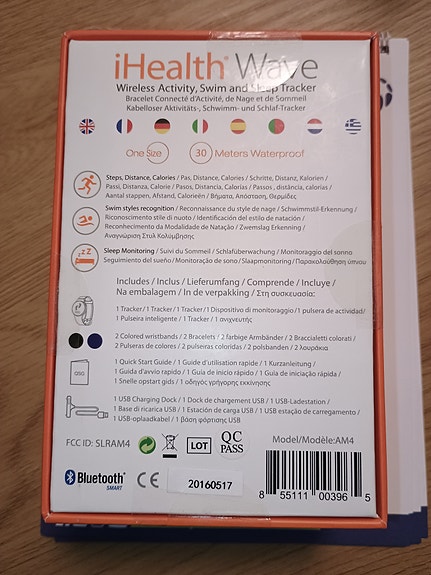 iHealth® Wave
Wireless Activity, Swim and Sleep Tracker
Bracelet Connecté d'Activité, de Nage et de Sommeil
Kabelloser Aktivitäts-, Schwimm- und Schlaf-Tracker
One Size
30 Meters Waterproof
Steps, Distance, Calories / Pas, Distance, Calories / Schritte, Distanz, Kalorien /
Passi, Distanza, Calorie / Pasos, Distancia, Calorías / Passos , distância, calorias /
Aantal stappen, Afstand, Calorieën / Βήματα, Απόσταση, Θερμίδες
Swim styles recognition / Reconnaissance du style de nage / Schwimmstil-Erkennung /
Riconoscimento stile di nuoto / Identificación del estilo de natación /
Reconhecimento da Modalidade de Natação / Zwemslag Erkenning /
Αναγνώριση Στυλ Κολύμβησης
Sleep Monitoring / Suivi du Sommeil / Schlafüberwachung / Monitoraggio del sonno
Seguimiento del sueño / Monitoração de sono / Slaapmonitoring / Παρακολούθηση ύπνου
Includes / Inclus / Lieferumfang / Comprende / Incluye /
Na embalagem / In de verpakking / Στη συσκευασία:
1 Tracker / 1 Tracker / 1 Tracker / 1 Dispositivo di monitoraggio / 1 pulsera de actividad/
1 Pulseira inteligente / 1 Tracker / 1 ανιχνευτής
2 Colored wristbands / 2 Bracelets / 2 farbige Armbänder / 2 Braccialetti colorati /
2 Pulseras de colores / 2 pulseiras coloridas / 2 polsbanden / 2 λουράκια
QSG
1 Quick Start Guide / 1 Guide d'utilisation rapide / 1 Kurzanleitung /
1 Guida d'avvio rapido / 1 Guía de inicio rápido / 1 Guia de iniciação rápida /
1 Snelle opstart gids / 1 οδηγός γρήγορης εκκίνησης
1 USB Charging Dock / 1 Dock de chargement USB / 1 USB-Ladestation /
1 Base di ricarica USB / 1 Estación de carga USB / 1 USB estação de carregamento /
1 USB-oplaadkabel / 1 βάση φόρτισης USB
FCC ID: SLRAM4
LOT
QC
PASS
Model/Modèle:AM4
Bluetooth®
SMART
CE
20160517
8 55111 00396 5